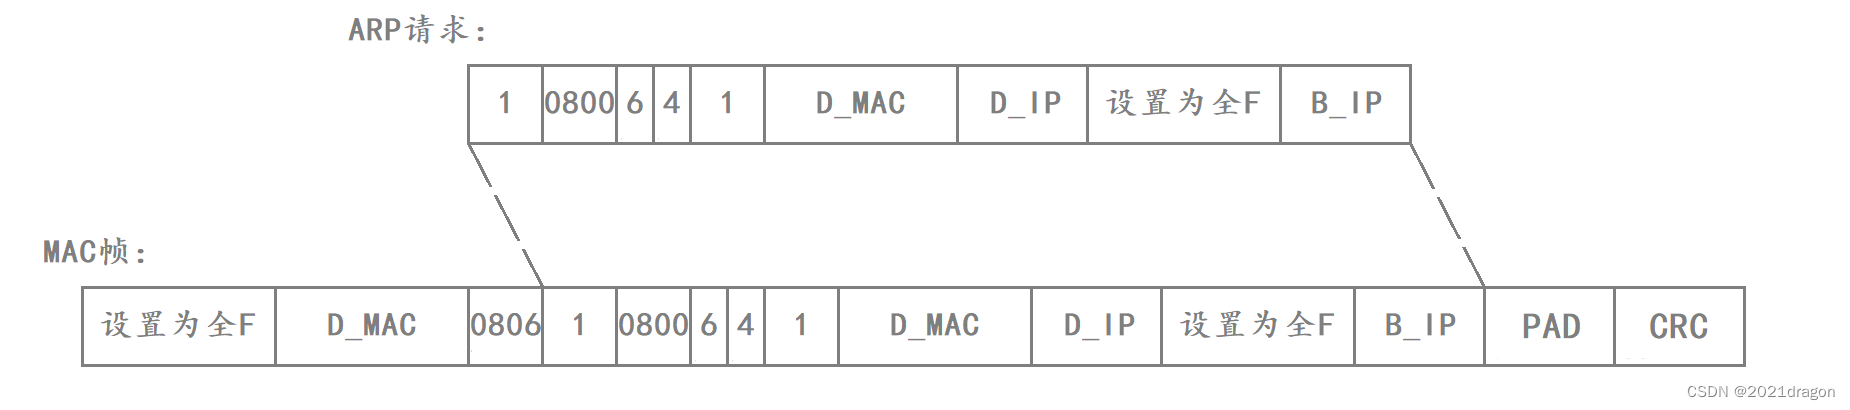 ARP请求：
1 0800 6 4 1 D_MAC D_IP 设置为全F B_IP
MAC帧：
设置为全F D_MAC 0806 1 0800 6 4 1 D_MAC D_IP 设置为全F B_IP PAD CRC
CSDN @2021dragon